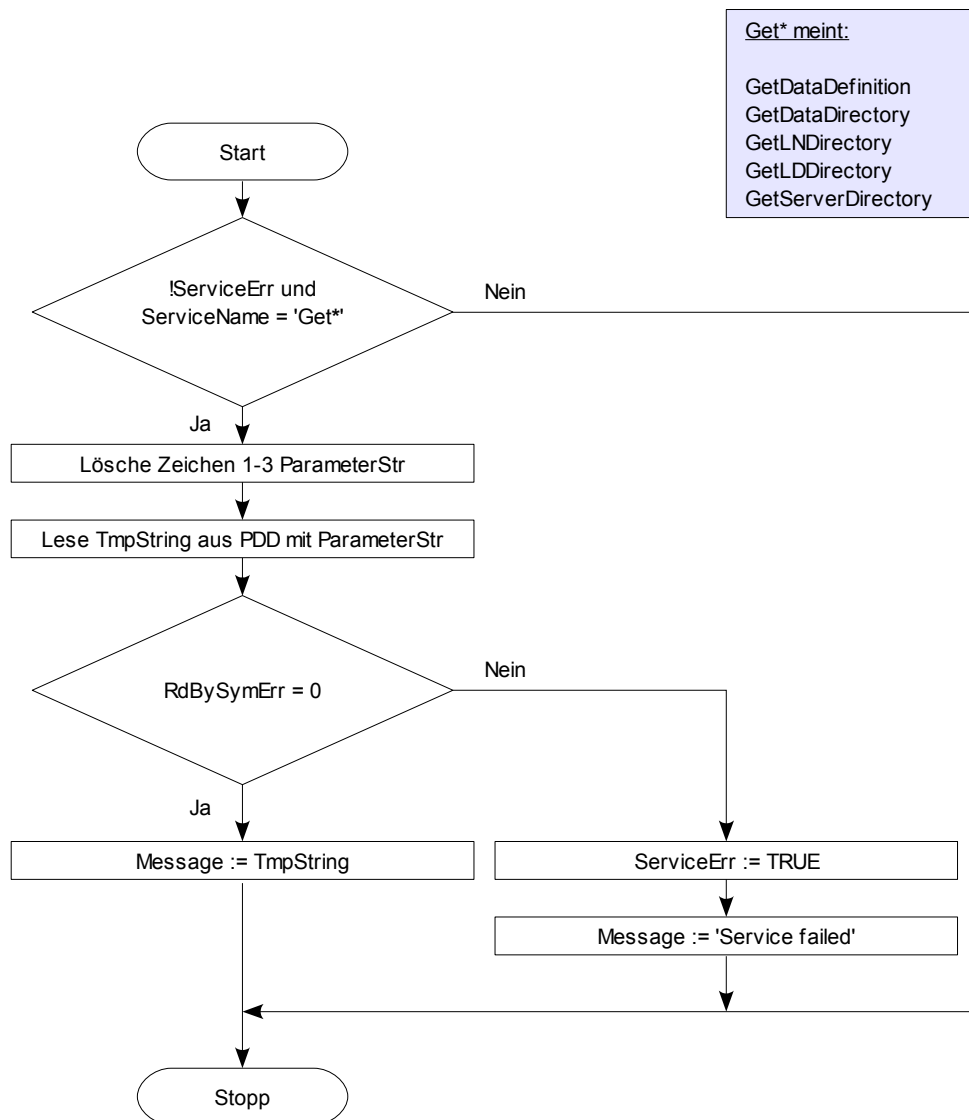 Get* meint:
GetDataDefinition
GetDataDirectory
GetLNDirectory
GetLDDirectory
GetServerDirectory
Start
!ServiceErr und
ServiceName = 'Get*'
Nein
Ja
Lösche Zeichen 1-3 ParameterStr
Lese TmpString aus PDD mit ParameterStr
RdBySymErr = 0
Nein
Ja
Message := TmpString
ServiceErr := TRUE
Message := 'Service failed'
Stopp